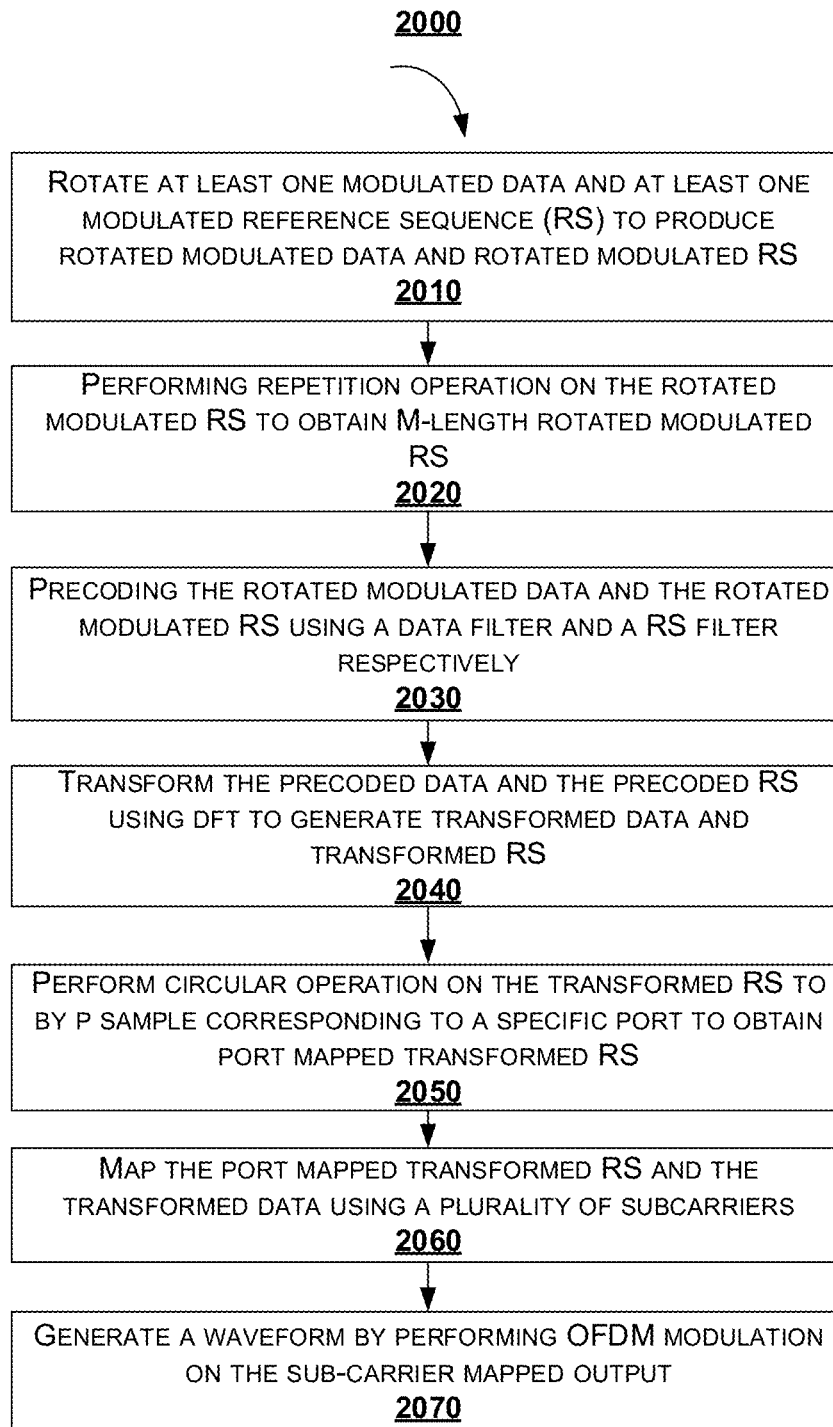 2000
ROTATE AT LEAST ONE MODULATED DATA AND AT LEAST ONE
MODULATED REFERENCE SEQUENCE (RS) TO PRODUCE
ROTATED MODULATED DATA AND ROTATED MODULATED RS
2010
PERFORMING REPETITION OPERATION ON THE ROTATED
MODULATED RS TO OBTAIN M-LENGTH ROTATED MODULATED
RS
2020
PRECODING THE ROTATED MODULATED DATA AND THE ROTATED
MODULATED RS USING A DATA FILTER AND A RS FILTER
RESPECTIVELY
2030
TRANSFORM THE PRECODED DATA AND THE PRECODED RS
USING DFT TO GENERATE TRANSFORMED DATA AND
TRANSFORMED RS
2040
PERFORM CIRCULAR OPERATION ON THE TRANSFORMED RS TO
BY P SAMPLE CORRESPONDING TO A SPECIFIC PORT TO OBTAIN
PORT MAPPED TRANSFORMED RS
2050
MAP THE PORT MAPPED TRANSFORMED RS AND THE
TRANSFORMED DATA USING A PLURALITY OF SUBCARRIERS
2060
GENERATE A WAVEFORM BY PERFORMING OFDM MODULATION
ON THE SUB-CARRIER MAPPED OUTPUT
2070